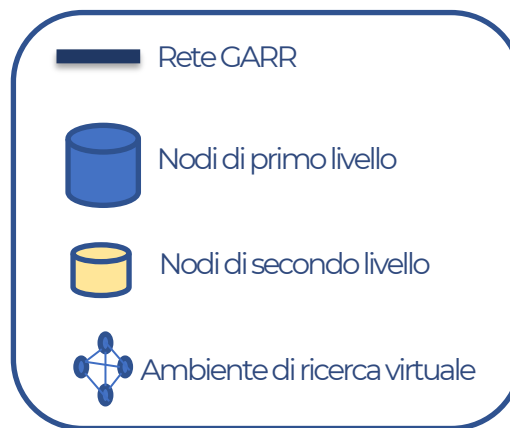 Rete GARR
Nodi di primo livello
Nodi di secondo livello
Ambiente di ricerca virtuale